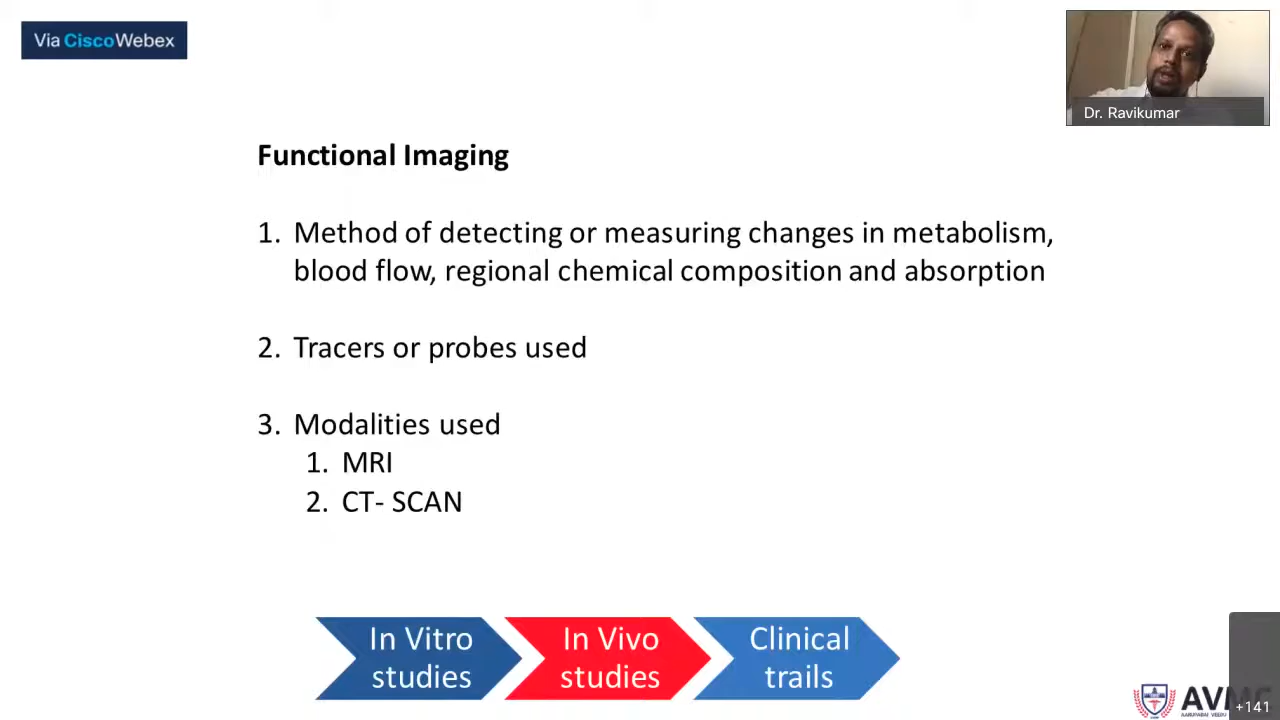 Via CiscoWebex
Dr. Ravikumar
Functional Imaging
1. Method of detecting or measuring changes in metabolism,
blood flow, regional chemical composition and absorption
2. Tracers or probes used
3. Modalities used
1. MRI
2. CT- SCAN
In Vitro
studies
In Vivo
studies
Clinical
trails
+141